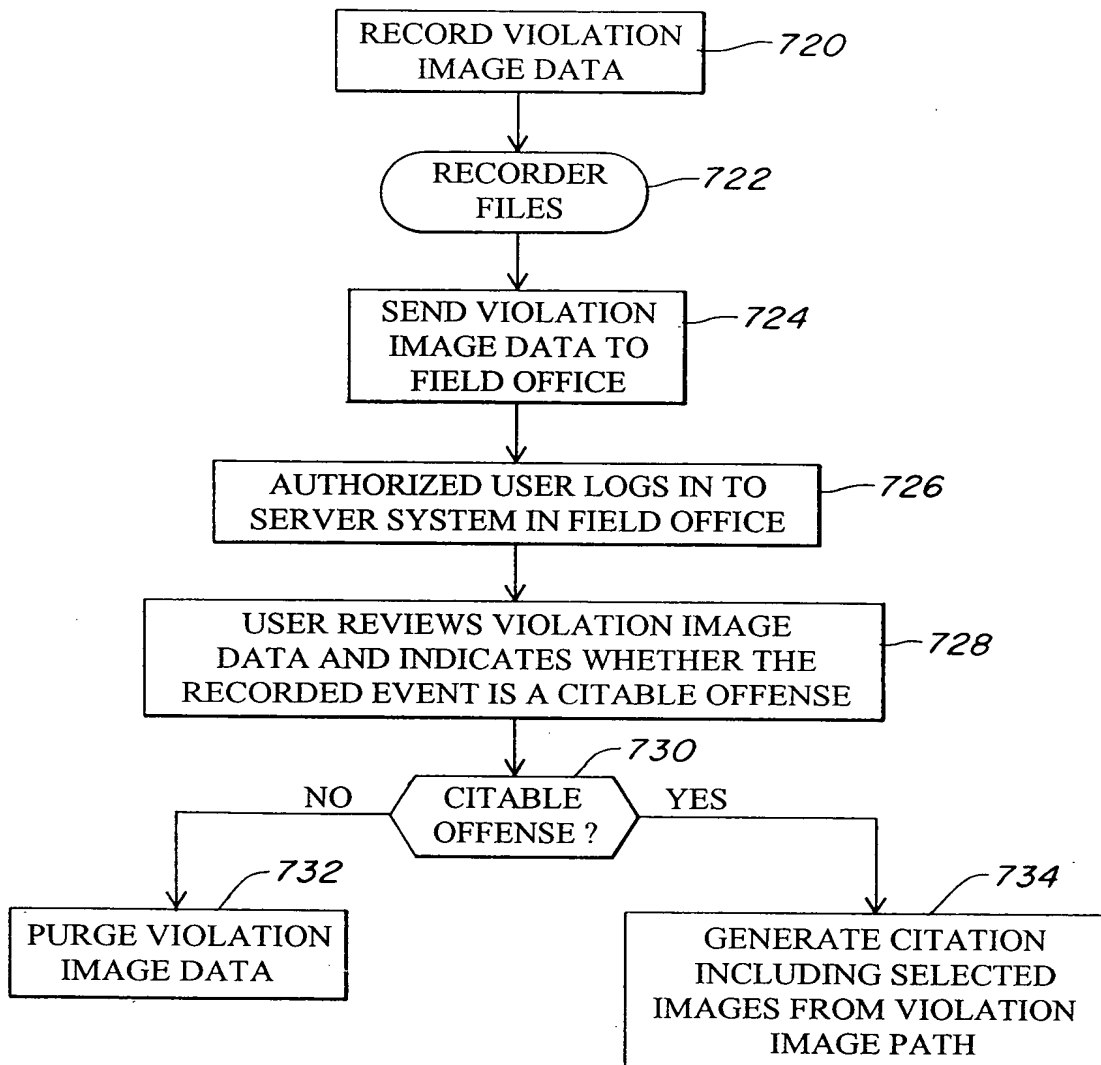 RECORD VIOLATION
IMAGE DATA
720
RECORDER
FILES
722
SEND VIOLATION
IMAGE DATA TO
FIELD OFFICE
724
AUTHORIZED USER LOGS IN TO
SERVER SYSTEM IN FIELD OFFICE
726
USER REVIEWS VIOLATION IMAGE
DATA AND INDICATES WHETHER THE
RECORDED EVENT IS A CITABLE OFFENSE
728
730
NO
CITABLE
OFFENSE ?
YES
732
PURGE VIOLATION
IMAGE DATA
734
GENERATE CITATION
INCLUDING SELECTED
IMAGES FROM VIOLATION
IMAGE PATH